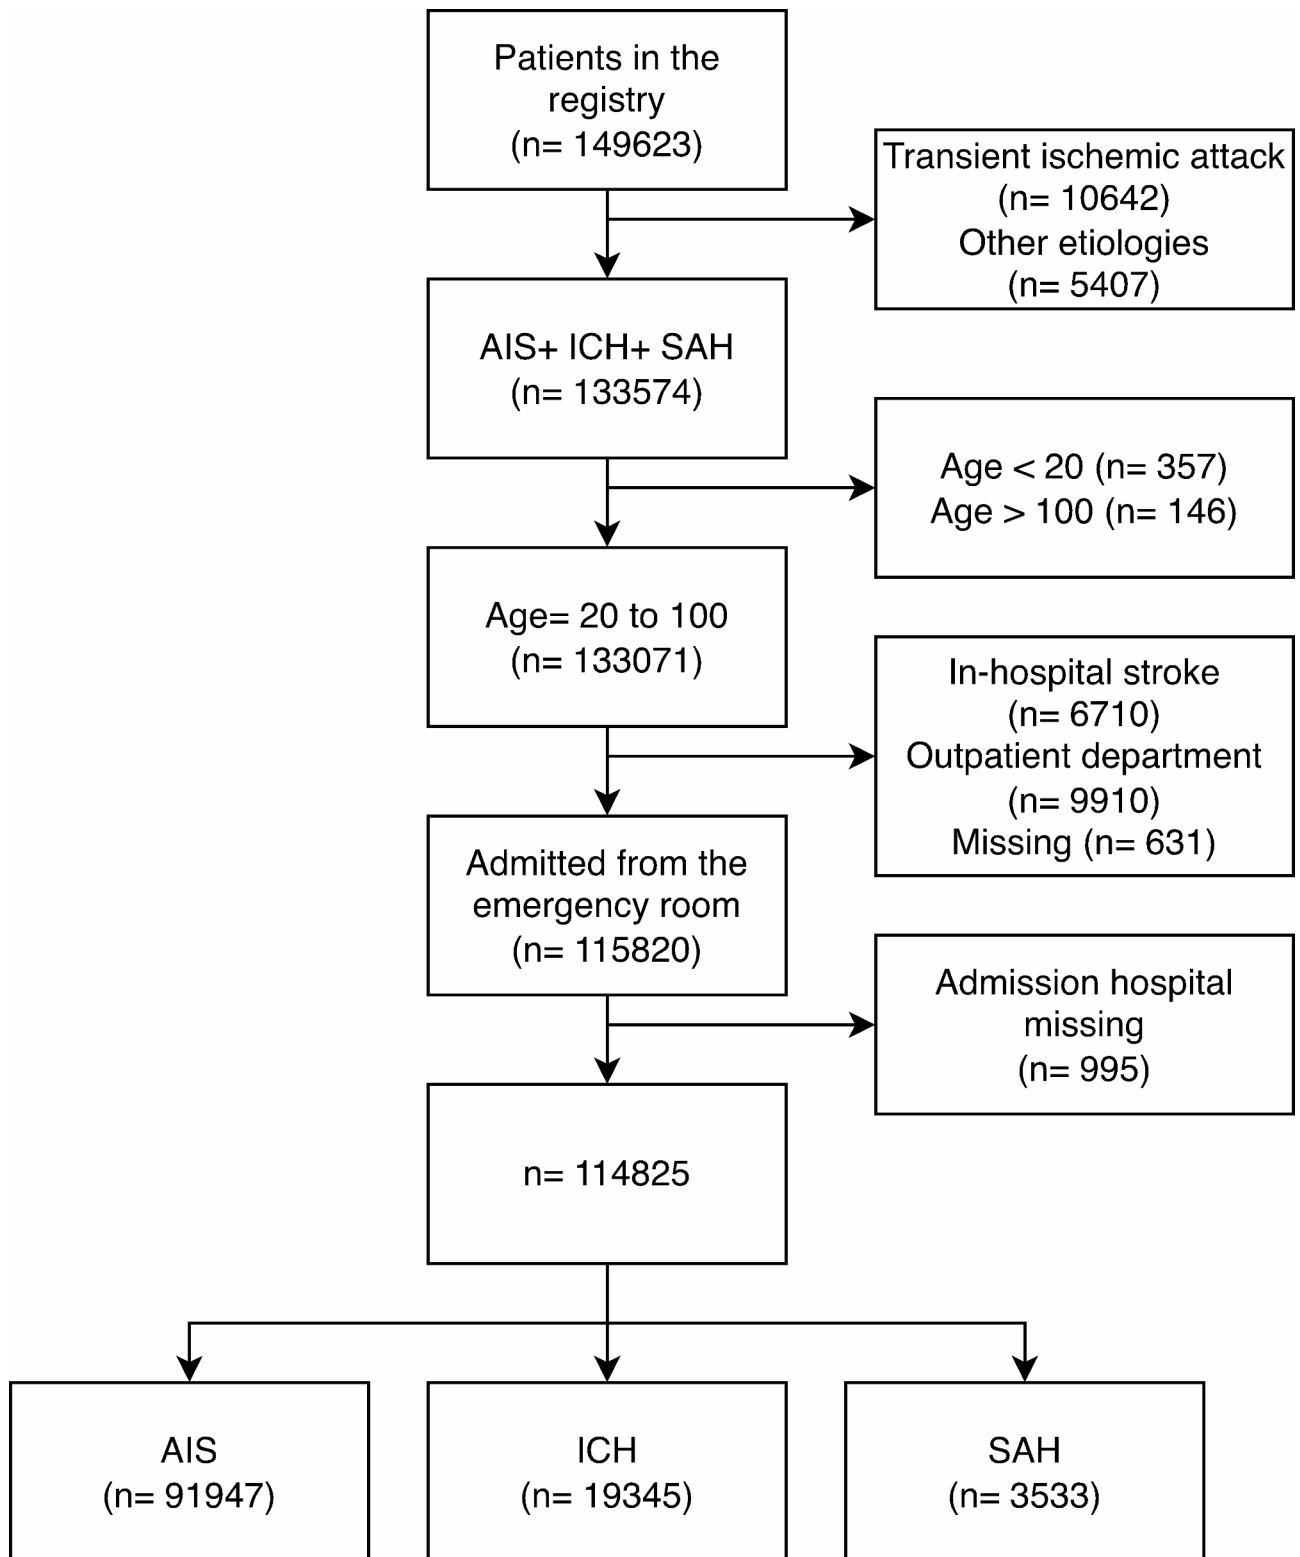 Patients in the
registry
(n= 149623)
Transient ischemic attack
(n= 10642)
Other etiologies
(n= 5407)
AIS+ ICH+ SAH
(n= 133574)
Age < 20 (n= 357)
Age > 100 (n= 146)
Age= 20 to 100
(n= 133071)
In-hospital stroke
(n= 6710)
Outpatient department
(n= 9910)
Missing (n= 631)
Admitted from the
emergency room
(n= 115820)
Admission hospital
missing
(n= 995)
n= 114825
AIS
(n= 91947)
ICH
(n= 19345)
SAH
(n= 3533)